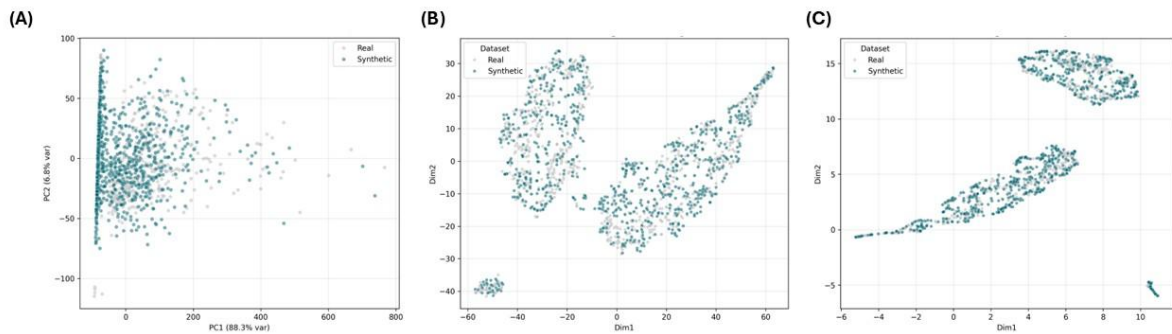 (A)
(B)
(C)
Real
Synthetic
100
50
0
−50
−100
PC2 (6.8% var)
0
200
400
600
800
PC1 (88.3% var)
Dataset
Real
Synthetic
30
20
10
0
−10
−20
−30
−40
Dim2
−60
−40
−20
0
20
40
60
Dim1
Dataset
Real
Synthetic
15
10
5
0
−5
Dim2
−6
−4
−2
0
2
4
6
8
10
Dim1